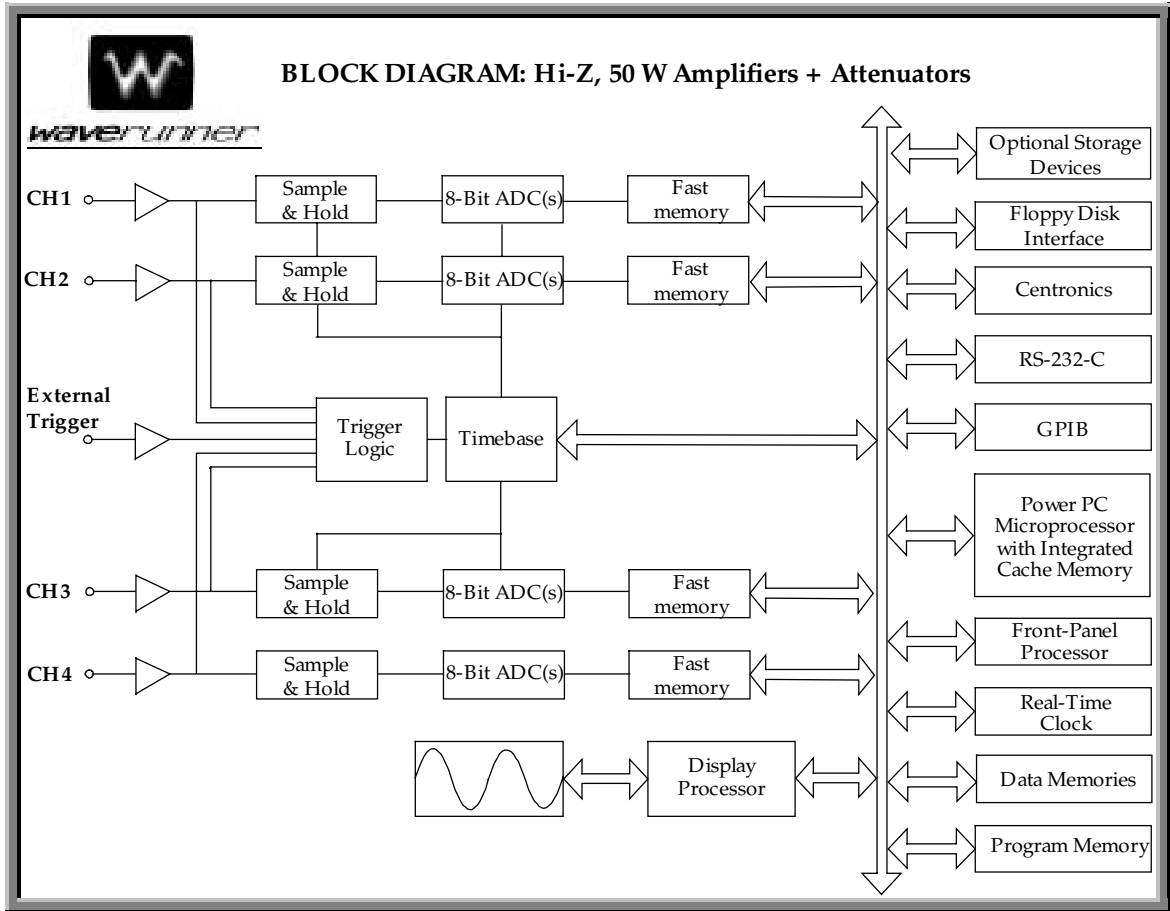 waverunner
BLOCK DIAGRAM: Hi-Z, 50 W Amplifiers + Attenuators
CH1
Sample
& Hold
8-Bit ADC(s)
Fast
memory
CH2
Sample
& Hold
8-Bit ADC(s)
Fast
memory
External
Trigger
Trigger
Logic
Timebase
CH3
Sample
& Hold
8-Bit ADC(s)
Fast
memory
CH4
Sample
& Hold
8-Bit ADC(s)
Fast
memory
Display
Processor
Optional Storage
Devices
Floppy Disk
Interface
Centronics
RS-232-C
GPIB
Power PC
Microprocessor
with Integrated
Cache Memory
Front-Panel
Processor
Real-Time
Clock
Data Memories
Program Memory